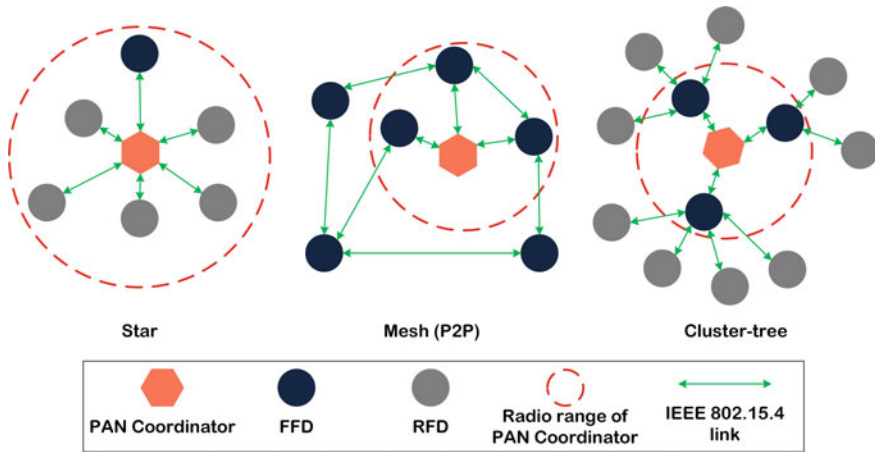 Star
Mesh (P2P)
Cluster-tree
PAN Coordinator
FFD
RFD
Radio range of
PAN Coordinator
IEEE 802.15.4
link